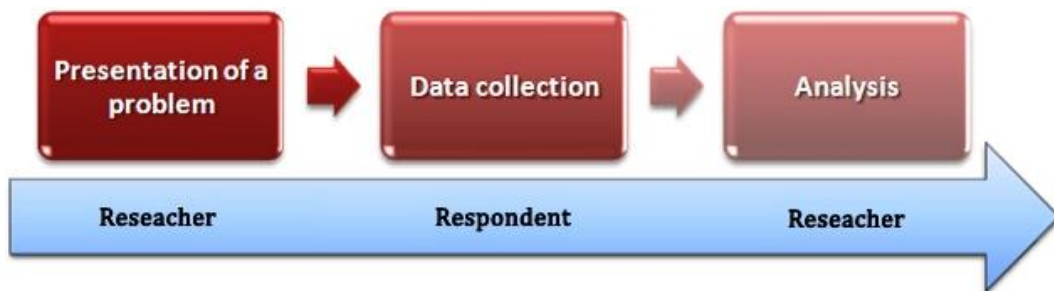 Presentation of a
problem
Data collection
Analysis
Reseacher
Respondent
Reseacher